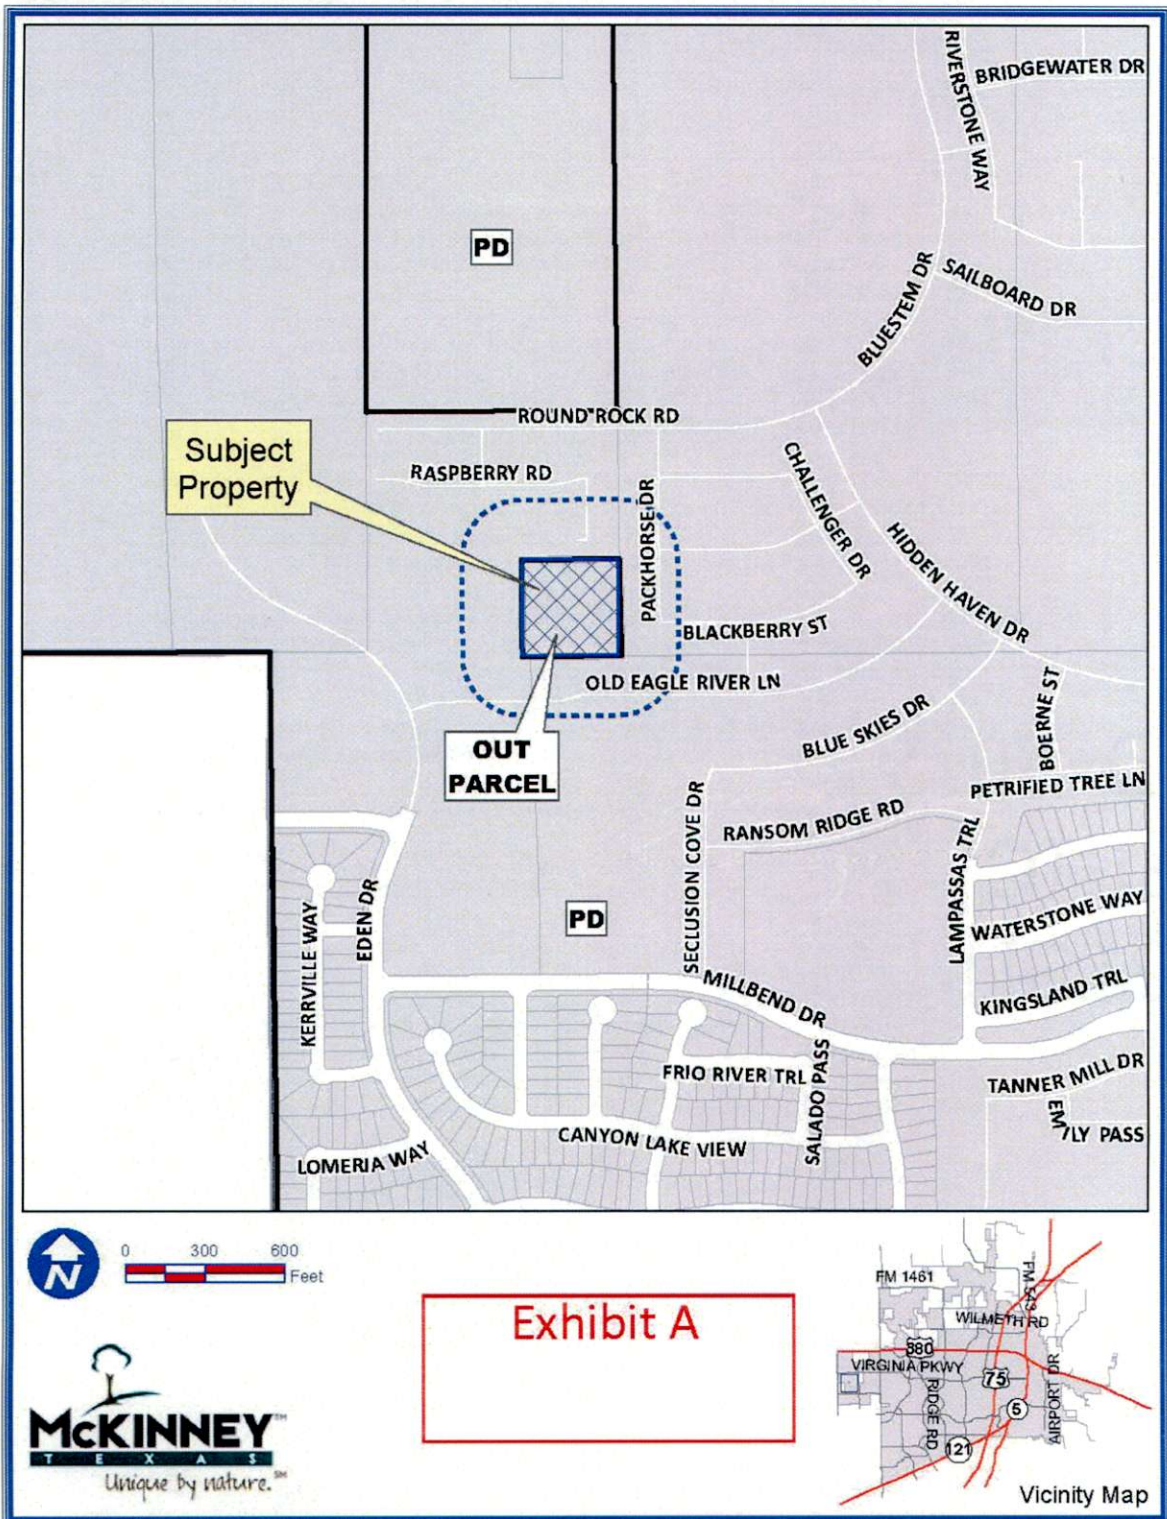 RIVERSTONE WAY
BRIDGEWATER DR
PD
BLUESTEM DR
SAILBOARD DR
ROUND ROCK RD
Subject
Property
RASPBERRY RD
PACKHORSE DR
CHALLENGER DR
HIDDEN HAVEN DR
BLACKBERRY ST
OLD EAGLE RIVER LN
OUT
PARCEL
BLUE SKIES DR
BOERNE ST
PETRIFIED TREE LN
SECLUSION COVE DR
RANSOM RIDGE RD
LAMPASSAS TRL
WATERSTONE WAY
KERRVILLE WAY
EDEN DR
PD
MILLBEND DR
KINGSLAND TRL
FRIO RIVER TRL
SALADO PASS
TANNER MILL DR
EMILY PASS
CANYON LAKE VIEW
LOMERIA WAY
N
0 300 600
Feet
Exhibit A
McKINNEY™
TEXAS
Unique by nature.℠
FM 1461
FM 543
WILMETH RD
380
VIRGINIA PKWY
75
RIDGE RD
5
AIRPORT DR
121
Vicinity Map